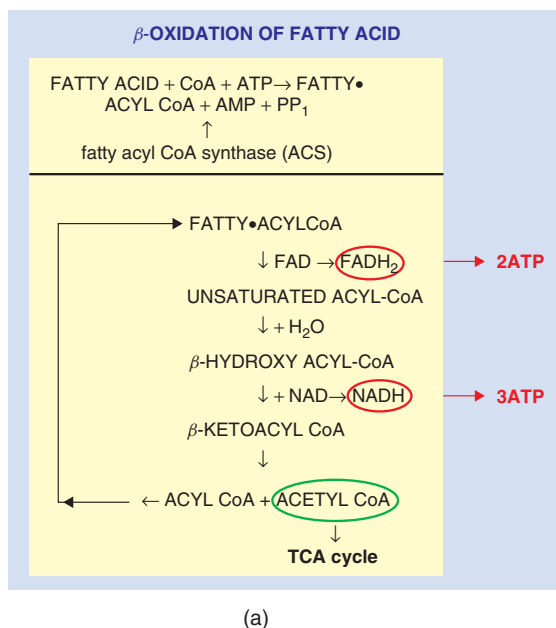 β-OXIDATION OF FATTY ACID
FATTY ACID + CoA + ATP→ FATTY•
ACYL CoA + AMP + PP₁
↑
fatty acyl CoA synthase (ACS)
FATTY•ACYLCoA
↓ FAD → FADH₂ → 2ATP
UNSATURATED ACYL-CoA
↓ + H₂O
β-HYDROXY ACYL-CoA
↓ + NAD → NADH → 3ATP
β-KETOACYL CoA
↓
← ACYL CoA + ACETYL CoA
↓
TCA cycle
(a)